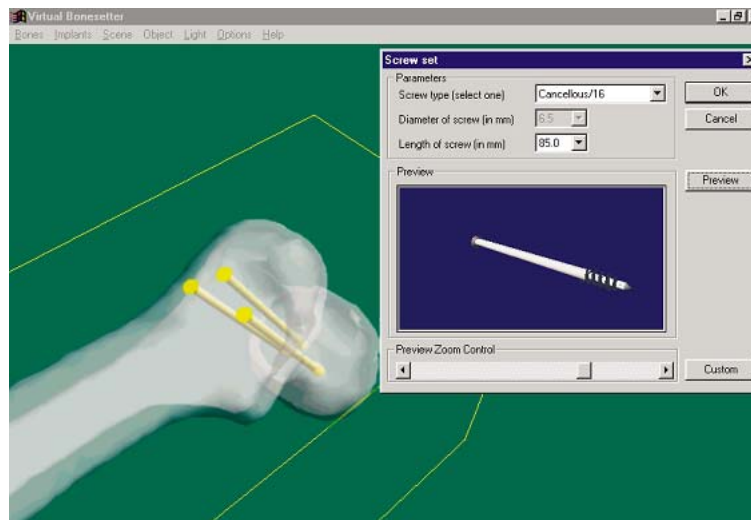 Virtual Bonesetter
Bones Implants Scene Object Light Options Help
Screw set
Parameters
Screw type (select one) Cancellous/16
Diameter of screw (in mm) 6.5
Length of screw (in mm) 85.0
OK
Cancel
Preview
Preview
Preview Zoom Control
Custom